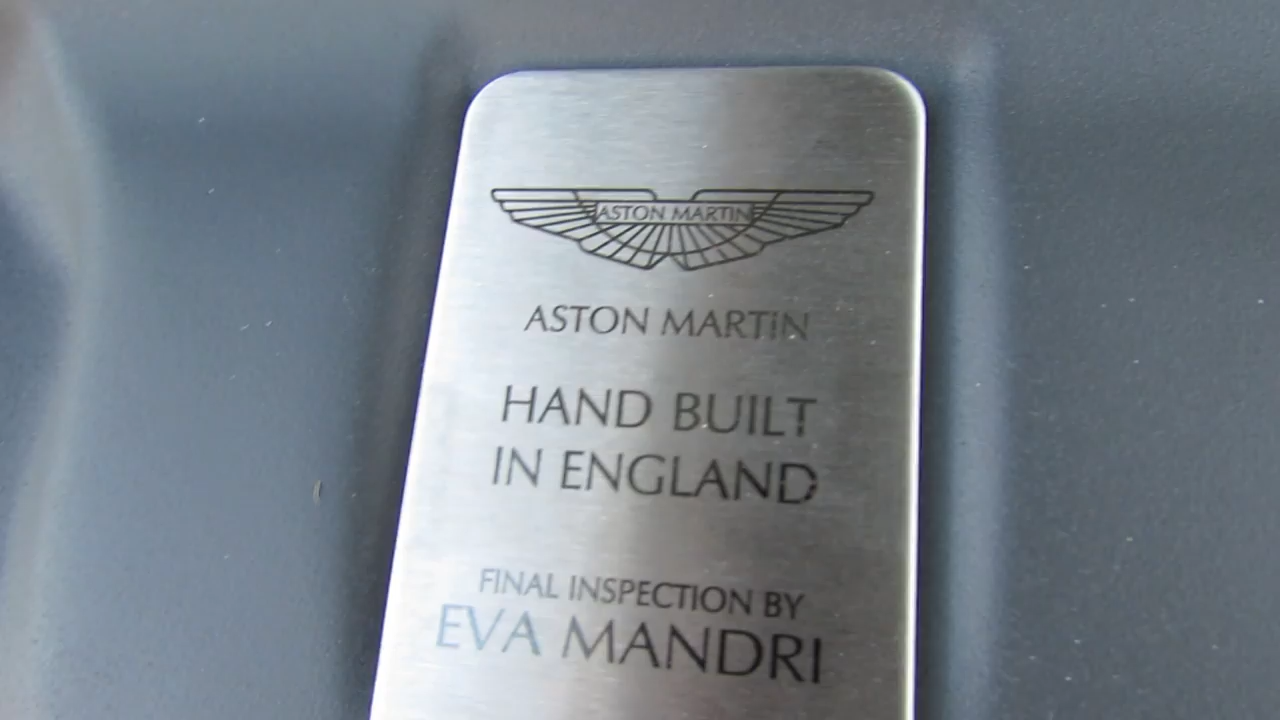 ASTON MARTIN
ASTON MARTIN
HAND BUILT
IN ENGLAND
FINAL INSPECTION BY
EVA MANDRI